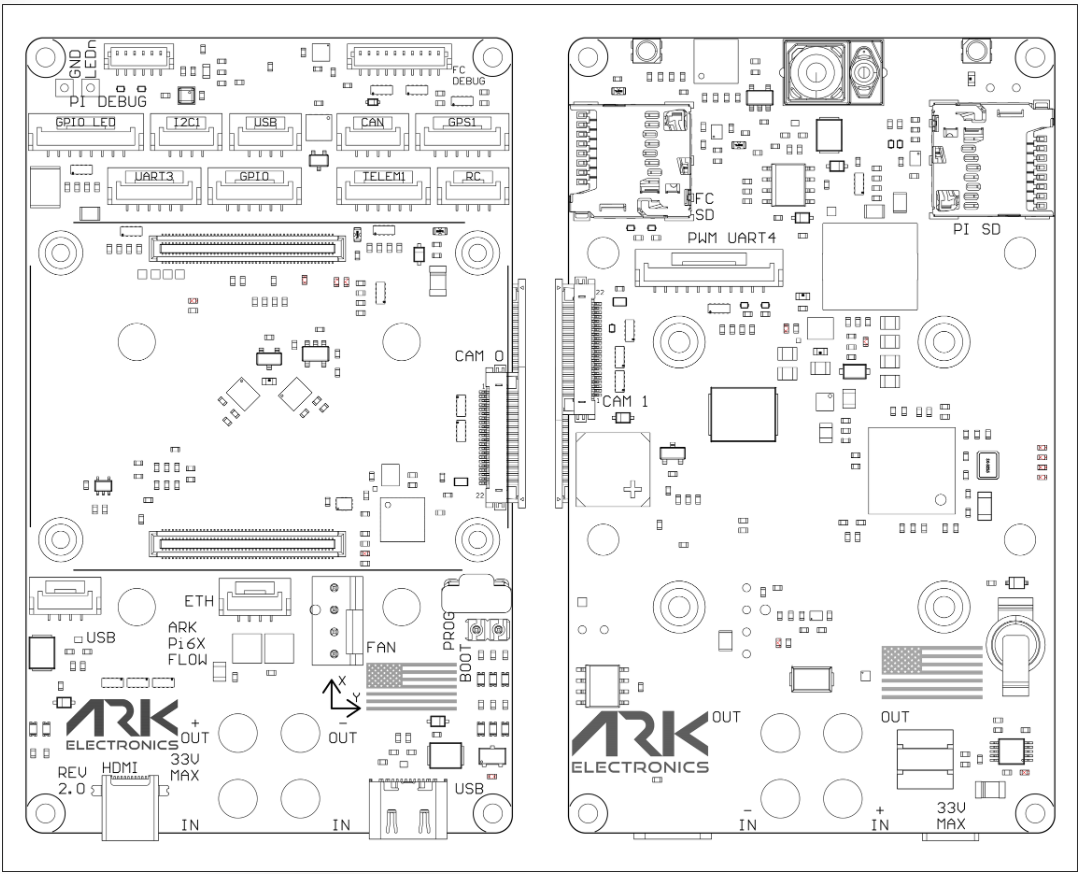 GND
LEDn
PI DEBUG
FC
DEBUG
GPIO LED
I2C1
USB
CAN
GPS1
UART3
GPIO
TELEM1
RC
CAM 0
1
22
ETH
USB
ARK
Pi6X
FLOW
FAN
PROG
BOOT
X
Y
ARK
ELECTRONICS
+
OUT
-
OUT
33V
MAX
REV
2.0
HDMI
IN
IN
USB
FC
SD
PI SD
PWM UART4
22
1
CAM 1
+
ARK
ELECTRONICS
OUT
OUT
-
IN
+
IN
33V
MAX